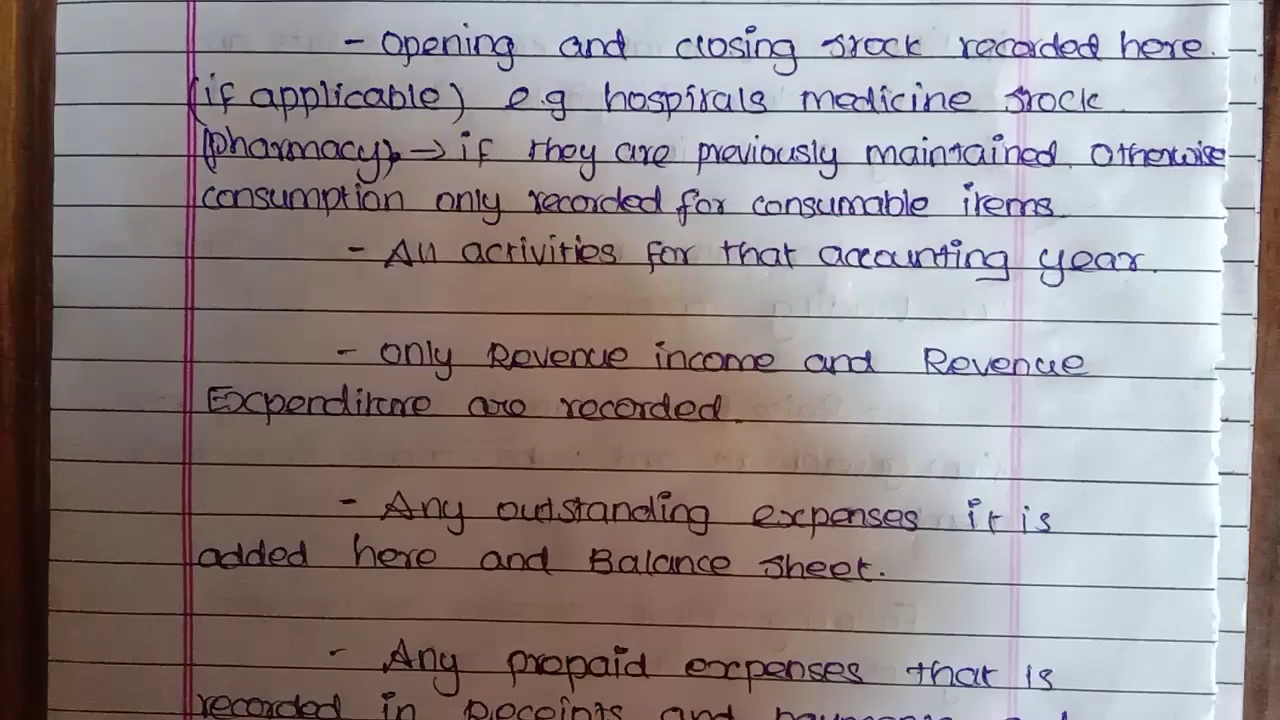 - Opening and closing stock recorded here.
(if applicable) e.g hospitals medicine stock
(pharmacy) → if they are previously maintained. Otherwise
consumption only recorded for consumable items
- All activities for that accounting year.
- only Revenue income and Revenue
Expenditure are recorded.
- Any outstanding expenses it is
added here and Balance sheet.
- Any prepaid expenses that is
recorded in Receipts and